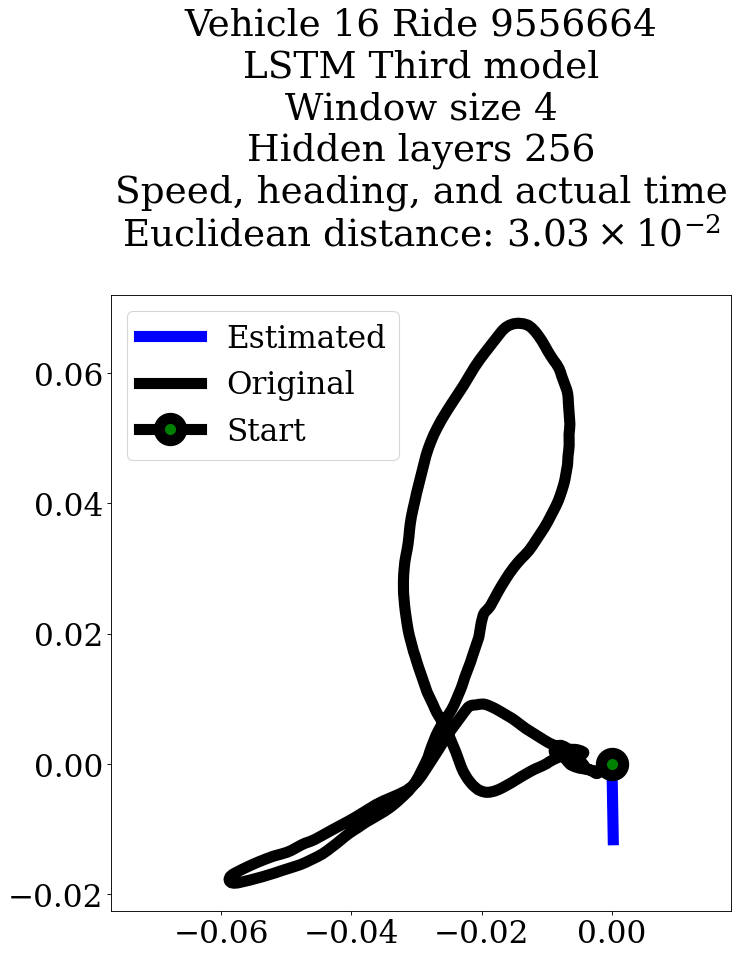 Vehicle 16 Ride 9556664
LSTM Third model
Window size 4
Hidden layers 256
Speed, heading, and actual time
Euclidean distance: 3.03 × 10⁻²
Estimated
Original
Start
0.06
0.04
0.02
0.00
−0.02
−0.06 −0.04 −0.02 0.00